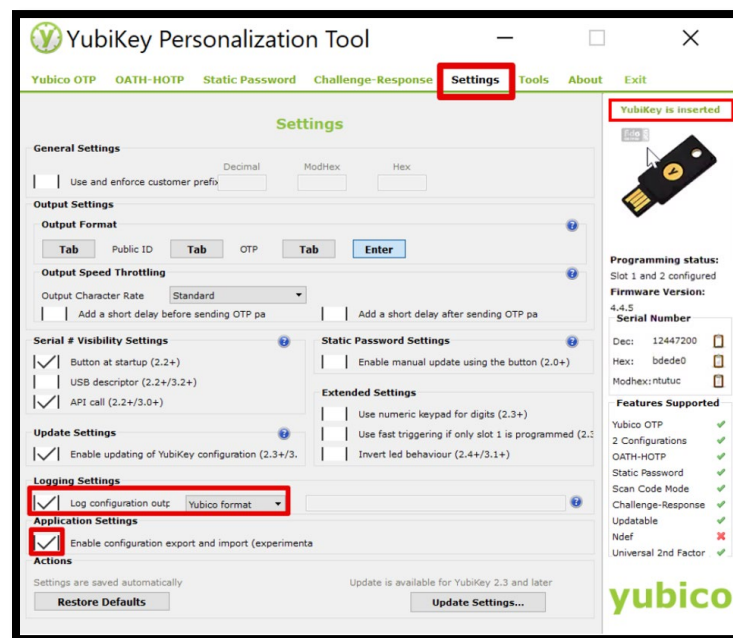 YubiKey Personalization Tool
Yubico OTP OATH-HOTP Static Password Challenge-Response Settings Tools About Exit
Settings
General Settings
Decimal ModHex Hex
Use and enforce customer prefix
Output Settings
Output Format
Tab Public ID Tab OTP Tab Enter
Output Speed Throttling
Output Character Rate Standard
Add a short delay before sending OTP pa Add a short delay after sending OTP pa
Serial # Visibility Settings
Button at startup (2.2+)
USB descriptor (2.2+/3.2+)
API call (2.2+/3.0+)
Static Password Settings
Enable manual update using the button (2.0+)
Update Settings
Enable updating of YubiKey configuration (2.3+/3.
Extended Settings
Use numeric keypad for digits (2.3+)
Use fast triggering if only slot 1 is programmed (2.3
Invert led behaviour (2.4+/3.1+)
Logging Settings
Log configuration outp Yubico format
Application Settings
Enable configuration export and import (experimenta
Actions
Settings are saved automatically Update is available for YubiKey 2.3 and later
Restore Defaults Update Settings...
YubiKey is inserted
Programming status:
Slot 1 and 2 configured
Firmware Version:
4.4.5
Serial Number
Dec: 12447200
Hex: bdede0
Modhex: ntutuc
Features Supported
Yubico OTP
2 Configurations
OATH-HOTP
Static Password
Scan Code Mode
Challenge-Response
Updatable
Ndef
Universal 2nd Factor
yubico